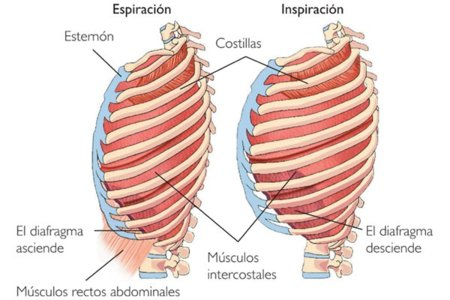 Espiración
Inspiración
Esternón
Costillas
El diafragma
asciende
Músculos
intercostales
El diafragma
desciende
Músculos rectos abdominales